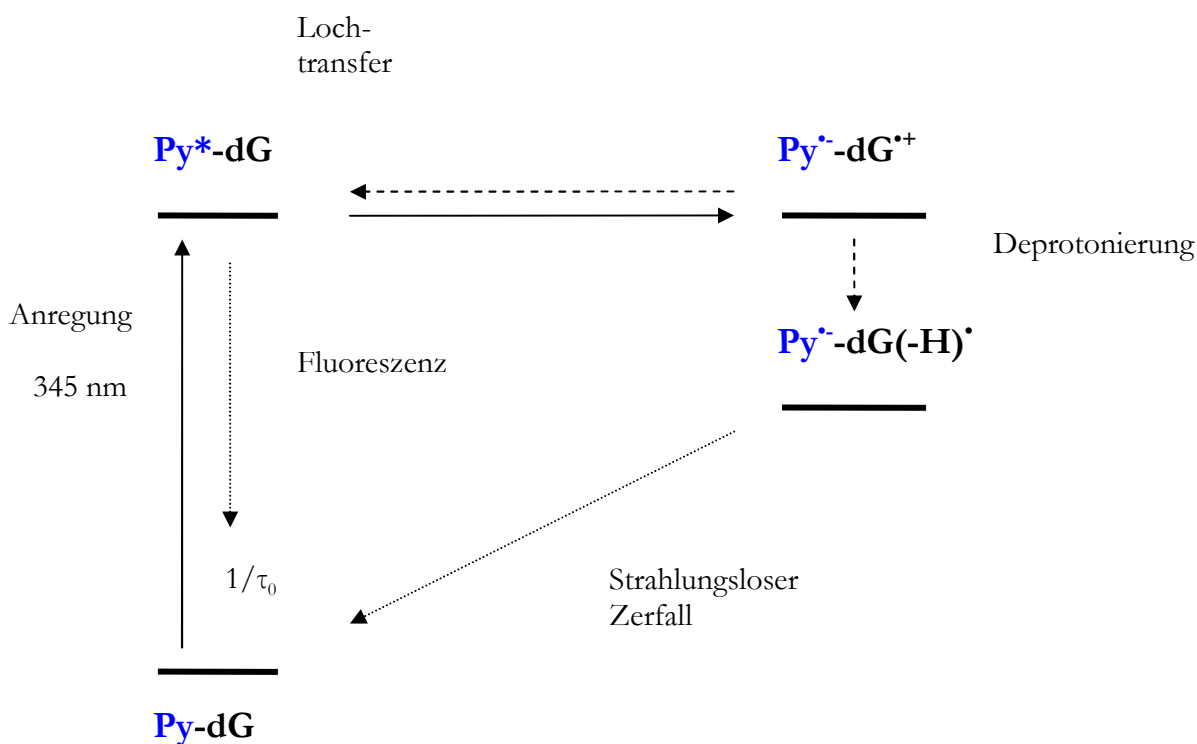 Loch-
transfer
Py*-dG
Py•⁻-dG•⁺
Deprotonierung
Anregung
345 nm
Fluoreszenz
Py•⁻-dG(-H)•
1/τ₀
Strahlungsloser
Zerfall
Py-dG